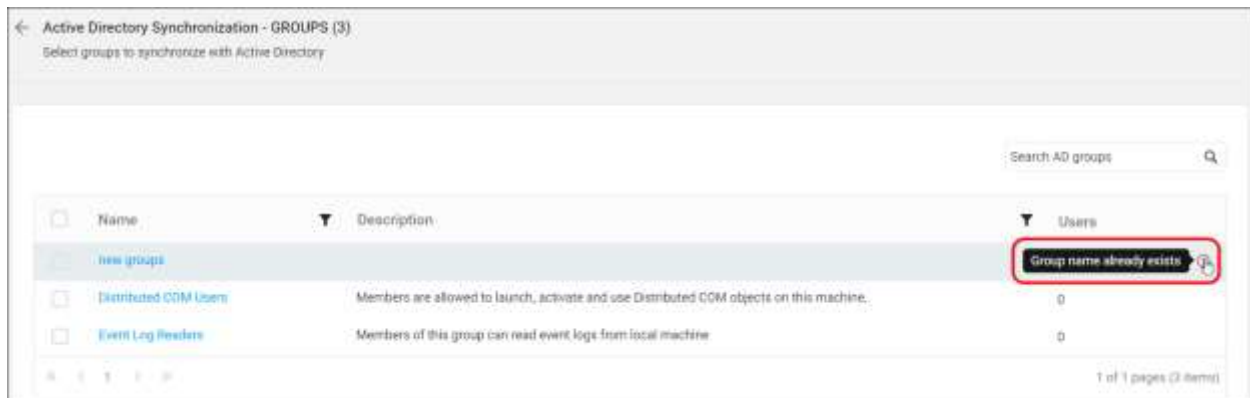 Active Directory Synchronization - GROUPS (3)
Select groups to synchronize with Active Directory
Search AD groups
Name Description Users
new groups Group name already exists
Distributed COM Users Members are allowed to launch, activate and use Distributed COM objects on this machine. 0
Event Log Readers Members of this group can read event logs from local machine 0
1 1 of 1 pages (3 items)